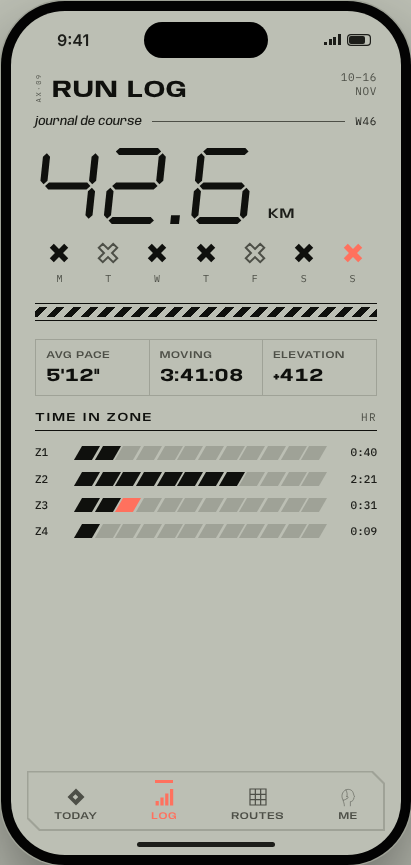 9:41
AX-09
RUN LOG
10–16
NOV
journal de course
W46
42.6 KM
M T W T F S S
AVG PACE MOVING ELEVATION
5'12" 3:41:08 +412
TIME IN ZONE HR
Z1 0:40
Z2 2:21
Z3 0:31
Z4 0:09
TODAY LOG ROUTES ME